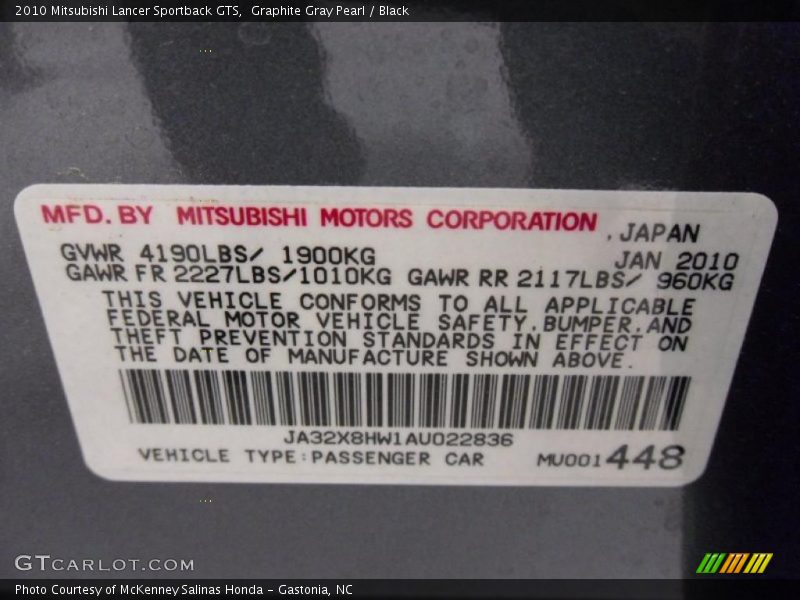 2010 Mitsubishi Lancer Sportback GTS,  Graphite Gray Pearl / Black
MFD. BY MITSUBISHI MOTORS CORPORATION , JAPAN
GVWR 4190LBS/ 1900KG JAN 2010
GAWR FR 2227LBS/1010KG GAWR RR 2117LBS/ 960KG
THIS VEHICLE CONFORMS TO ALL APPLICABLE
FEDERAL MOTOR VEHICLE SAFETY,BUMPER,AND
THEFT PREVENTION STANDARDS IN EFFECT ON
THE DATE OF MANUFACTURE SHOWN ABOVE.
JA32X8HW1AU022836
VEHICLE TYPE:PASSENGER CAR MU001448
GTCARLOT.COM
Photo Courtesy of McKenney Salinas Honda - Gastonia, NC